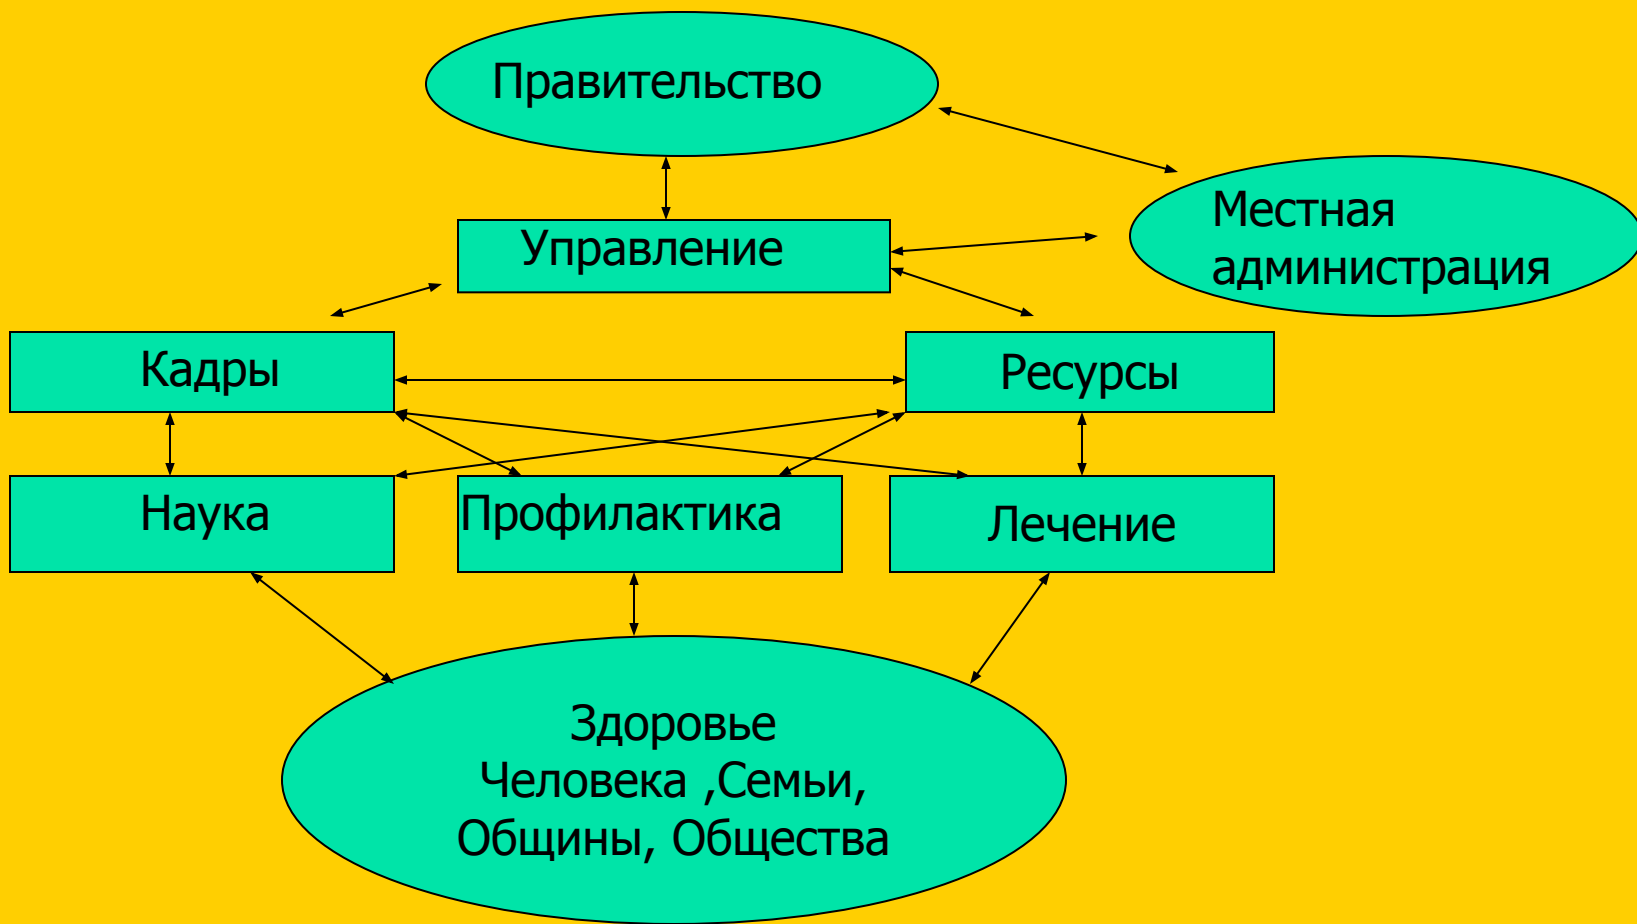 Правительство
Местная
администрация
Управление
Кадры
Ресурсы
Наука
Профилактика
Лечение
Здоровье
Человека ,Семьи,
Общины, Общества